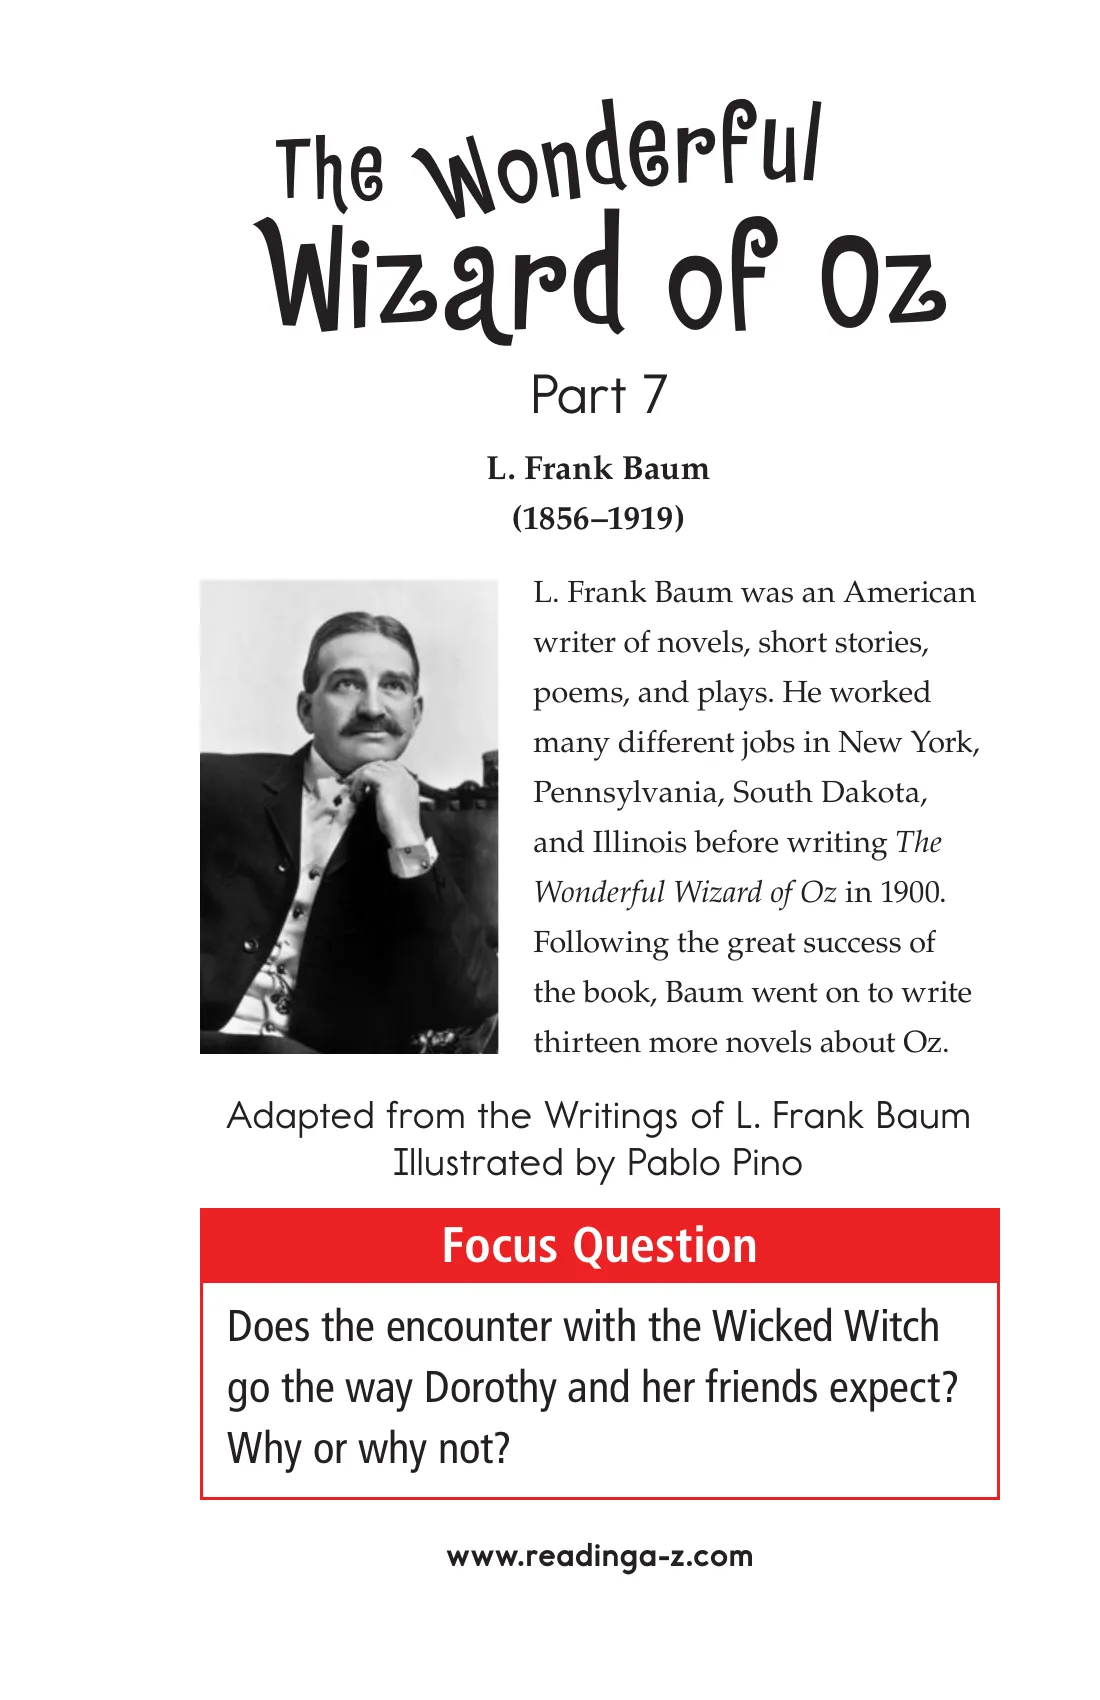 The Wonderful
Wizard of Oz
Part 7
L. Frank Baum
(1856–1919)
L. Frank Baum was an American
writer of novels, short stories,
poems, and plays. He worked
many different jobs in New York,
Pennsylvania, South Dakota,
and Illinois before writing The
Wonderful Wizard of Oz in 1900.
Following the great success of
the book, Baum went on to write
thirteen more novels about Oz.
Adapted from the Writings of L. Frank Baum
Illustrated by Pablo Pino
Focus Question
Does the encounter with the Wicked Witch
go the way Dorothy and her friends expect?
Why or why not?
www.readinga-z.com